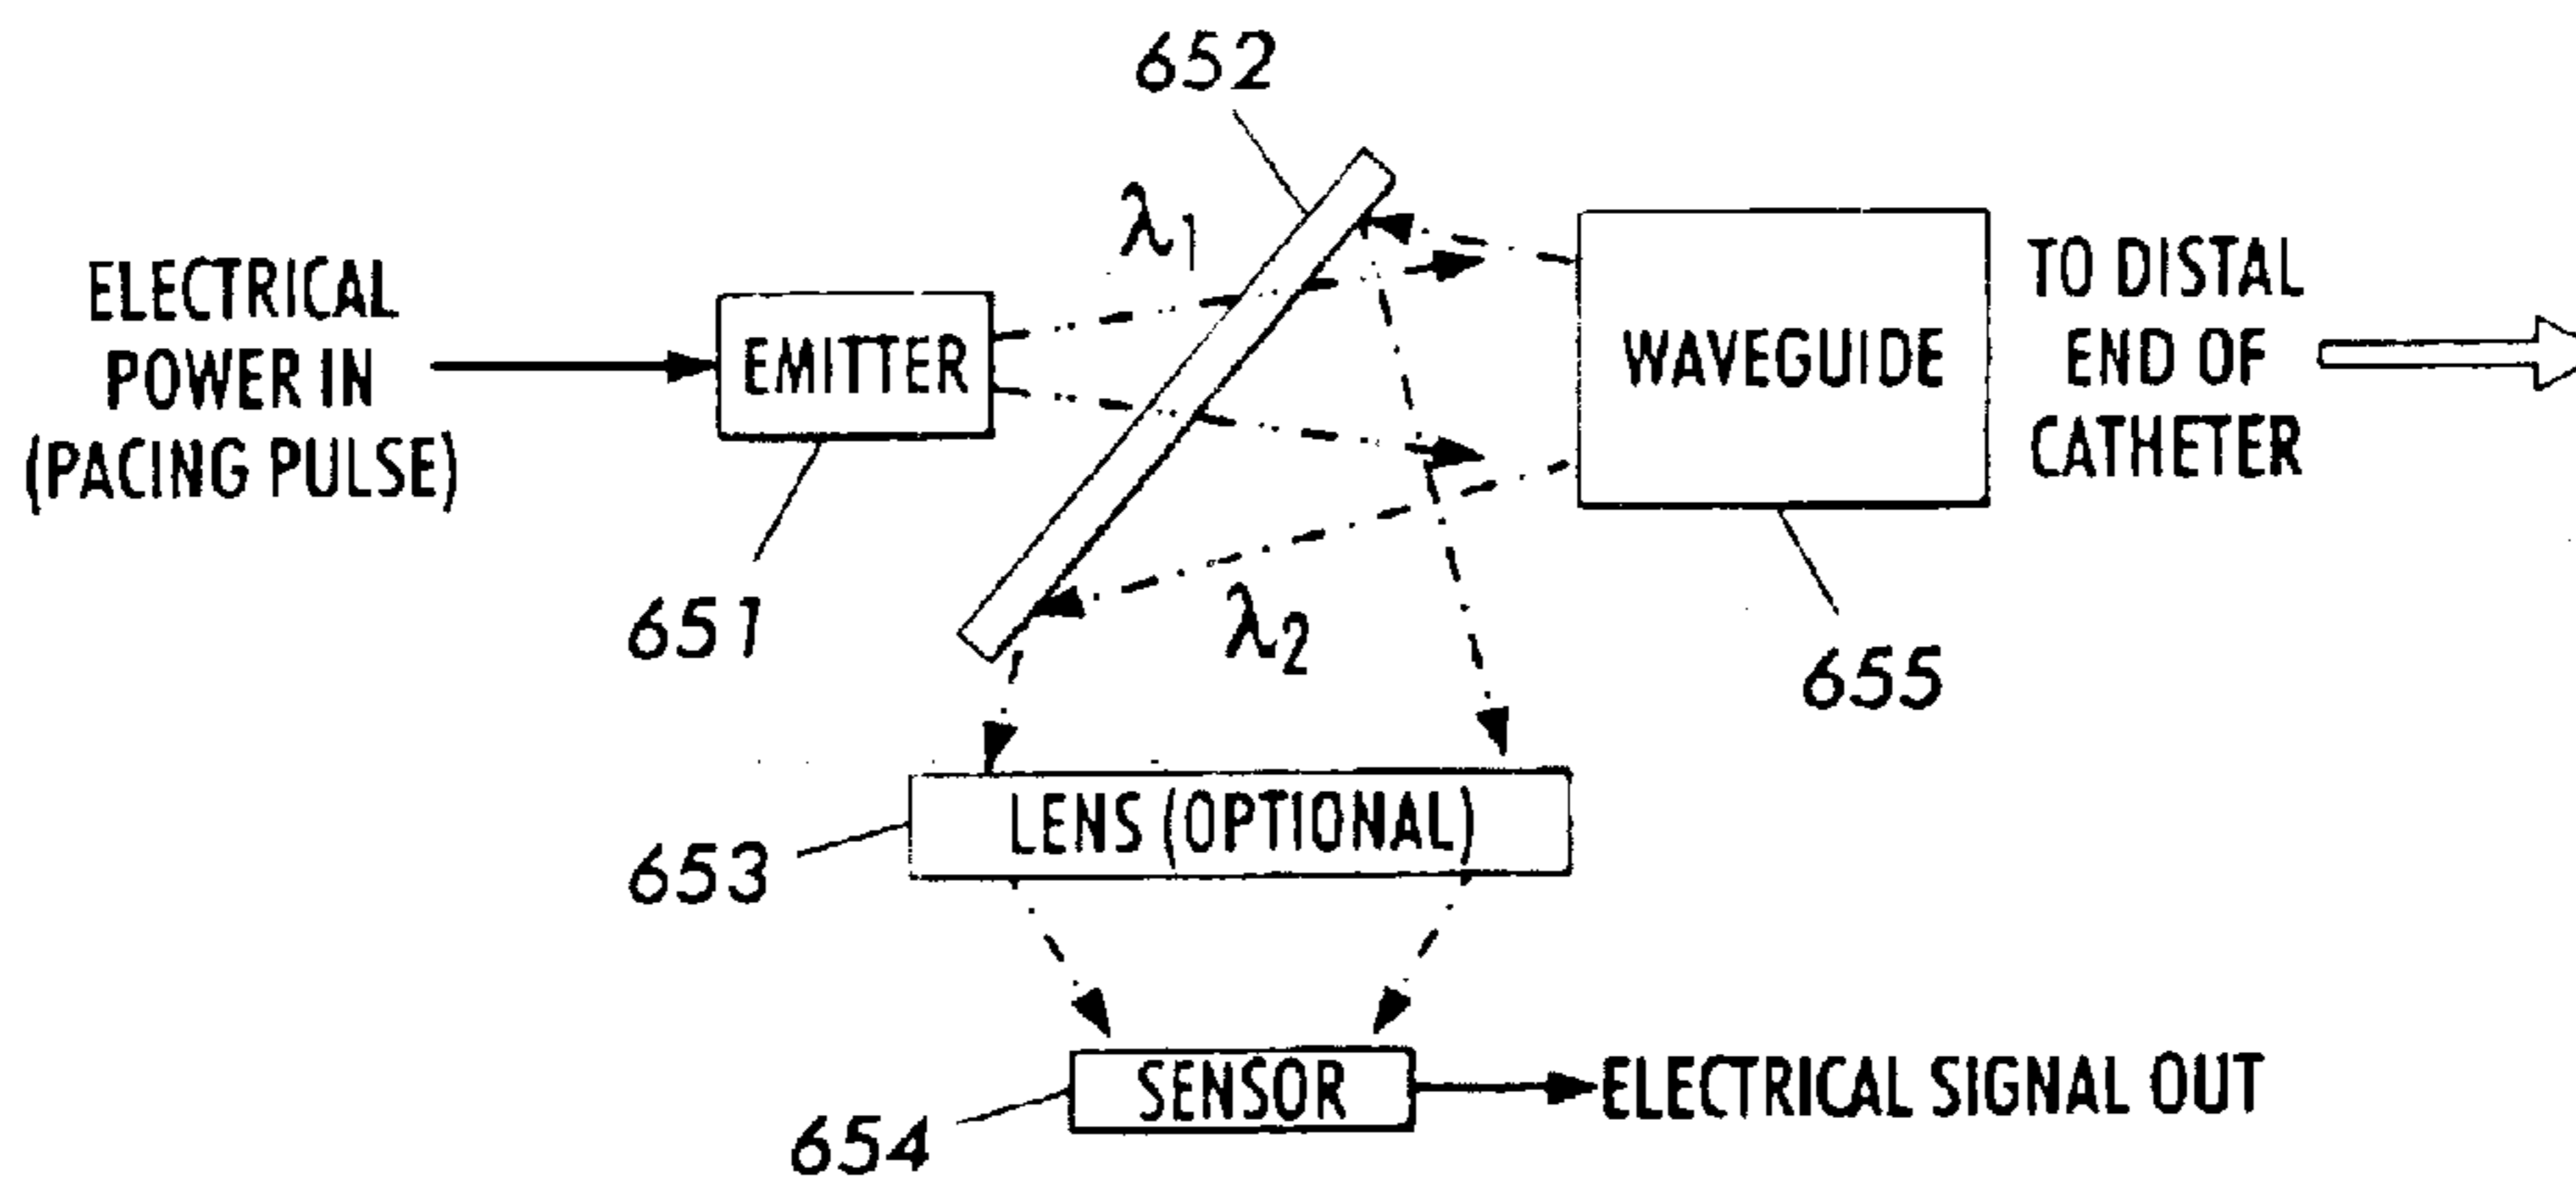 652
λ1
ELECTRICAL
POWER IN
(PACING PULSE)
EMITTER
WAVEGUIDE
TO DISTAL
END OF
CATHETER
651
λ2
655
LENS (OPTIONAL)
653
SENSOR
ELECTRICAL SIGNAL OUT
654